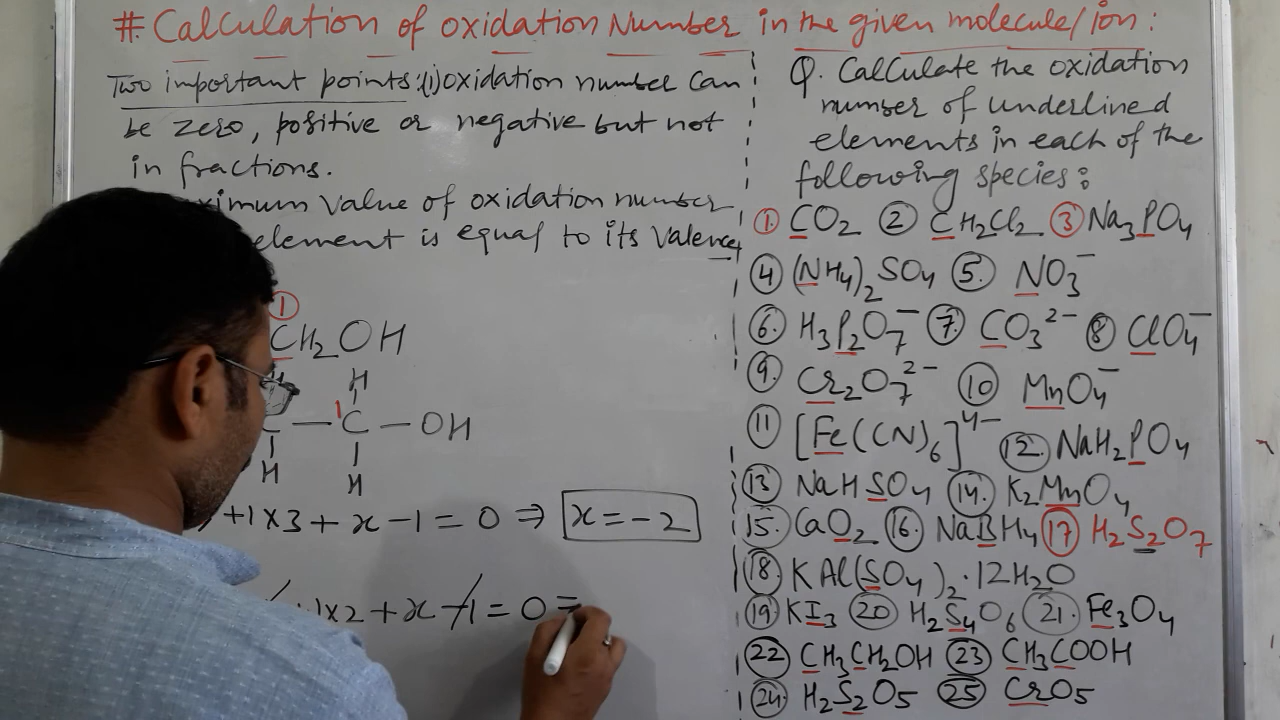 # Calculation of oxidation Number in the given molecule/ion:
Two important points: (i) oxidation number can
be zero, positive or negative but not
in fractions.
ximum value of oxidation number
element is equal to its valency
①
CH₂OH
H
1
C — C — OH
H
H
+1×3 + x - 1 = 0 ⇒ x = -2
1×2 + x - 1 = 0 =
Q. Calculate the oxidation
number of underlined
elements in each of the
following species:
① CO₂ ② CH₂Cl₂ ③ Na₃PO₄
④ (NH₄)₂SO₄ ⑤ NO₃⁻
⑥ H₃P₂O₇⁻ ⑦ CO₃²⁻ ⑧ ClO₄⁻
⑨ Cr₂O₇²⁻ ⑩ MnO₄⁻
⑪ [Fe(CN)₆]⁴⁻ ⑫ NaH₂PO₄
⑬ NaHSO₄ ⑭ K₂MnO₄
⑮ CaO₂ ⑯ NaBH₄ ⑰ H₂S₂O₇
⑱ KAl(SO₄)₂·12H₂O
⑲ KI₃ ⑳ H₂S₄O₆ ㉑ Fe₃O₄
㉒ CH₃CH₂OH ㉓ CH₃COOH
㉔ H₂S₂O₅ ㉕ CrO₅